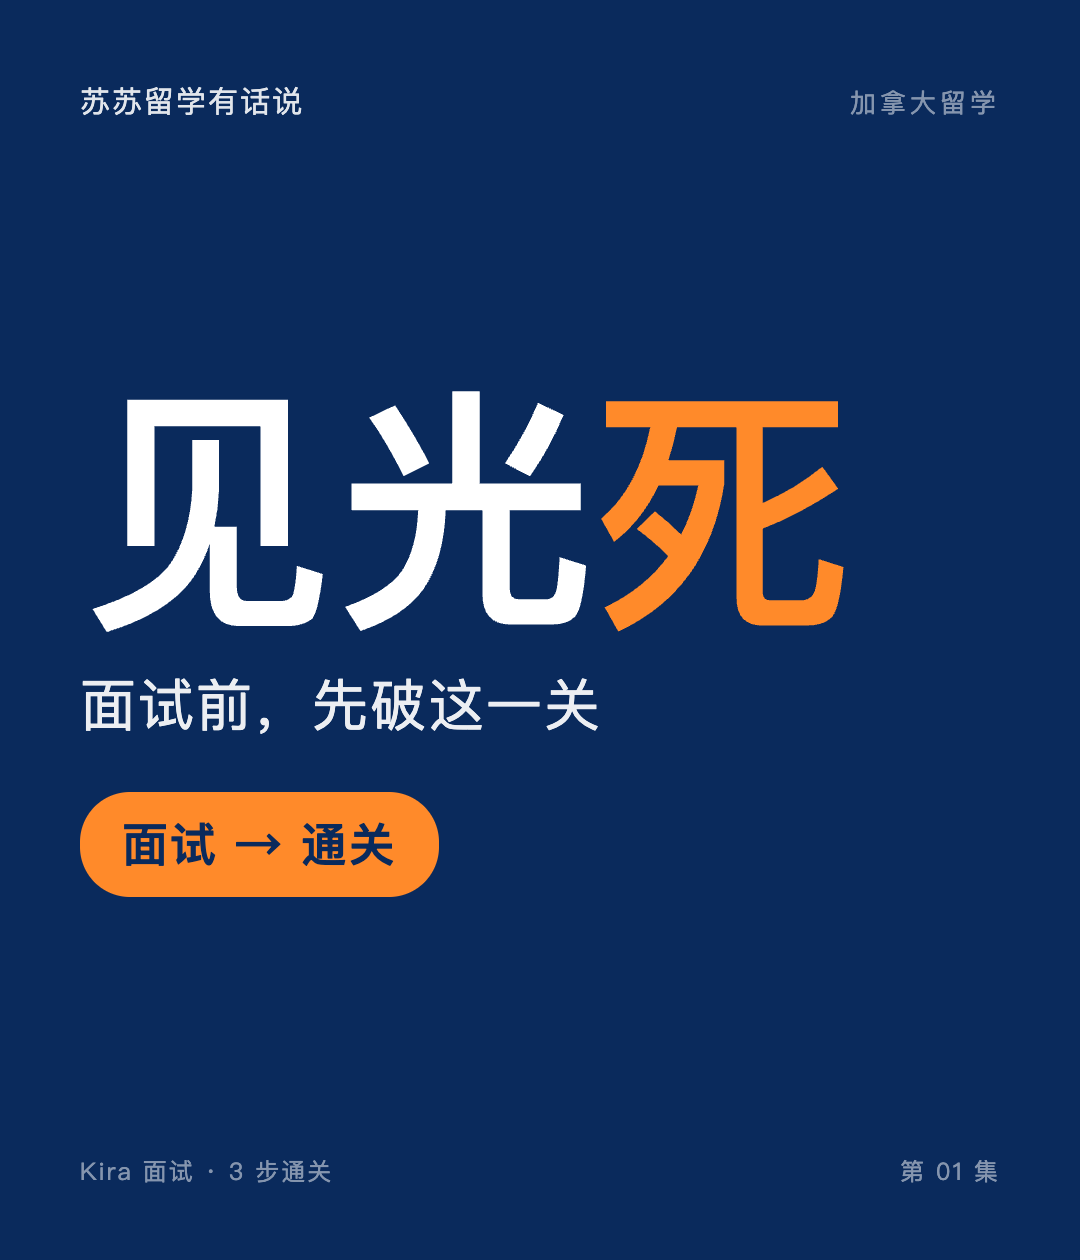 苏苏留学有话说
加拿大留学
见光死
面试前，先破这一关
面试 → 通关
Kira 面试 · 3 步通关
第 01 集